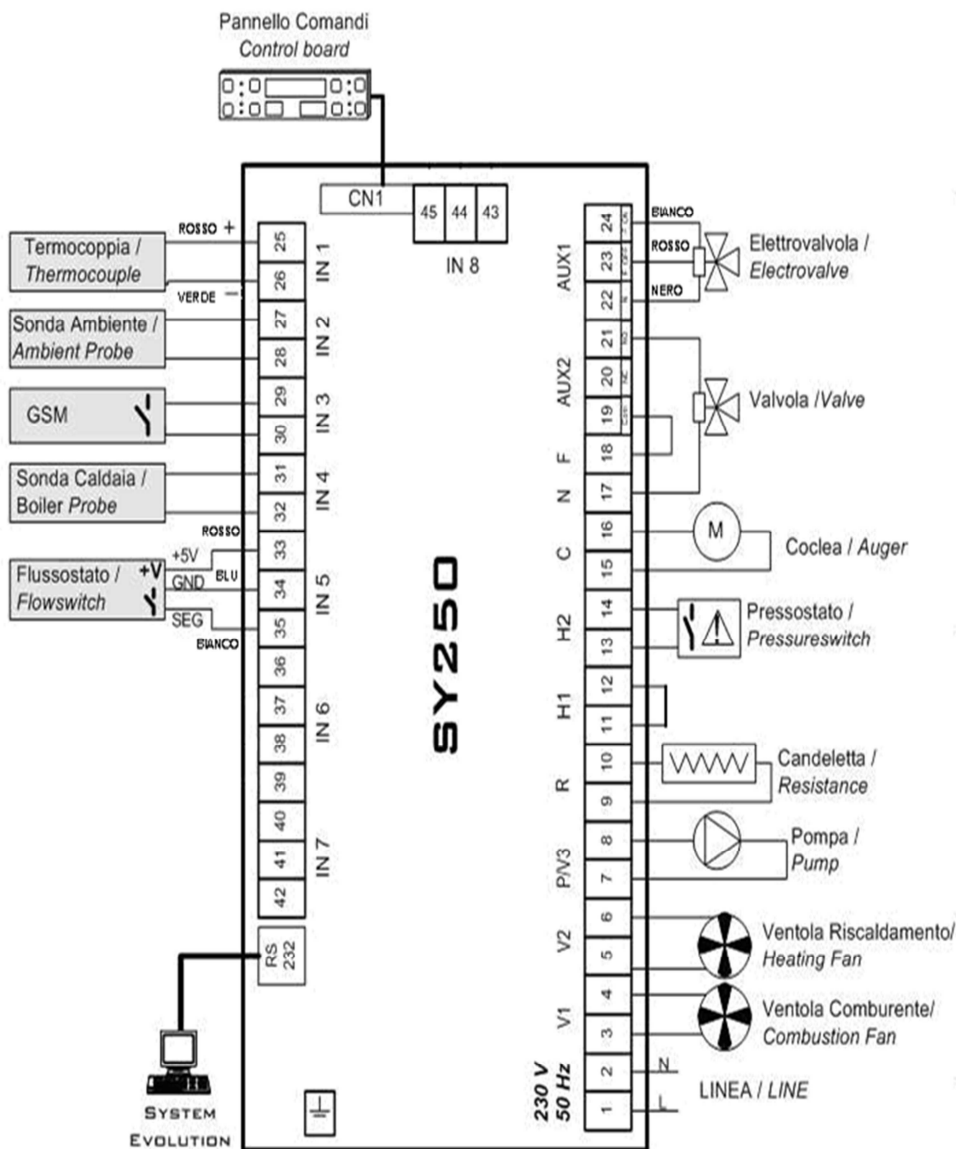 Pannello Comandi
Control board
CN1
45
44
43
IN 8
Termocoppia /
Thermocouple
ROSSO +
VERDE −
25
26
IN 1
Sonda Ambiente /
Ambient Probe
27
28
IN 2
GSM
29
30
IN 3
Sonda Caldaia /
Boiler Probe
31
32
IN 4
Flussostato /
Flowswitch
+V
ROSSO
+5V
GND
BLU
SEG
BIANCO
33
34
35
IN 5
36
37
38
IN 6
39
40
41
42
IN 7
RS
232
SYSTEM
EVOLUTION
SY250
AUX1
24
23
22
N
BIANCO
ROSSO
NERO
Elettrovalvola /
Electrovalve
AUX2
21
20
19
NO
NC
Com
Valvola /Valve
F
18
N
17
C
16
15
M
Coclea / Auger
H2
14
13
Pressostato /
Pressureswitch
H1
12
11
R
10
9
Candeletta /
Resistance
P/V3
8
7
Pompa /
Pump
V2
6
5
Ventola Riscaldamento/
Heating Fan
V1
4
3
Ventola Comburente/
Combustion Fan
230 V
50 Hz
2
1
N
L
LINEA / LINE